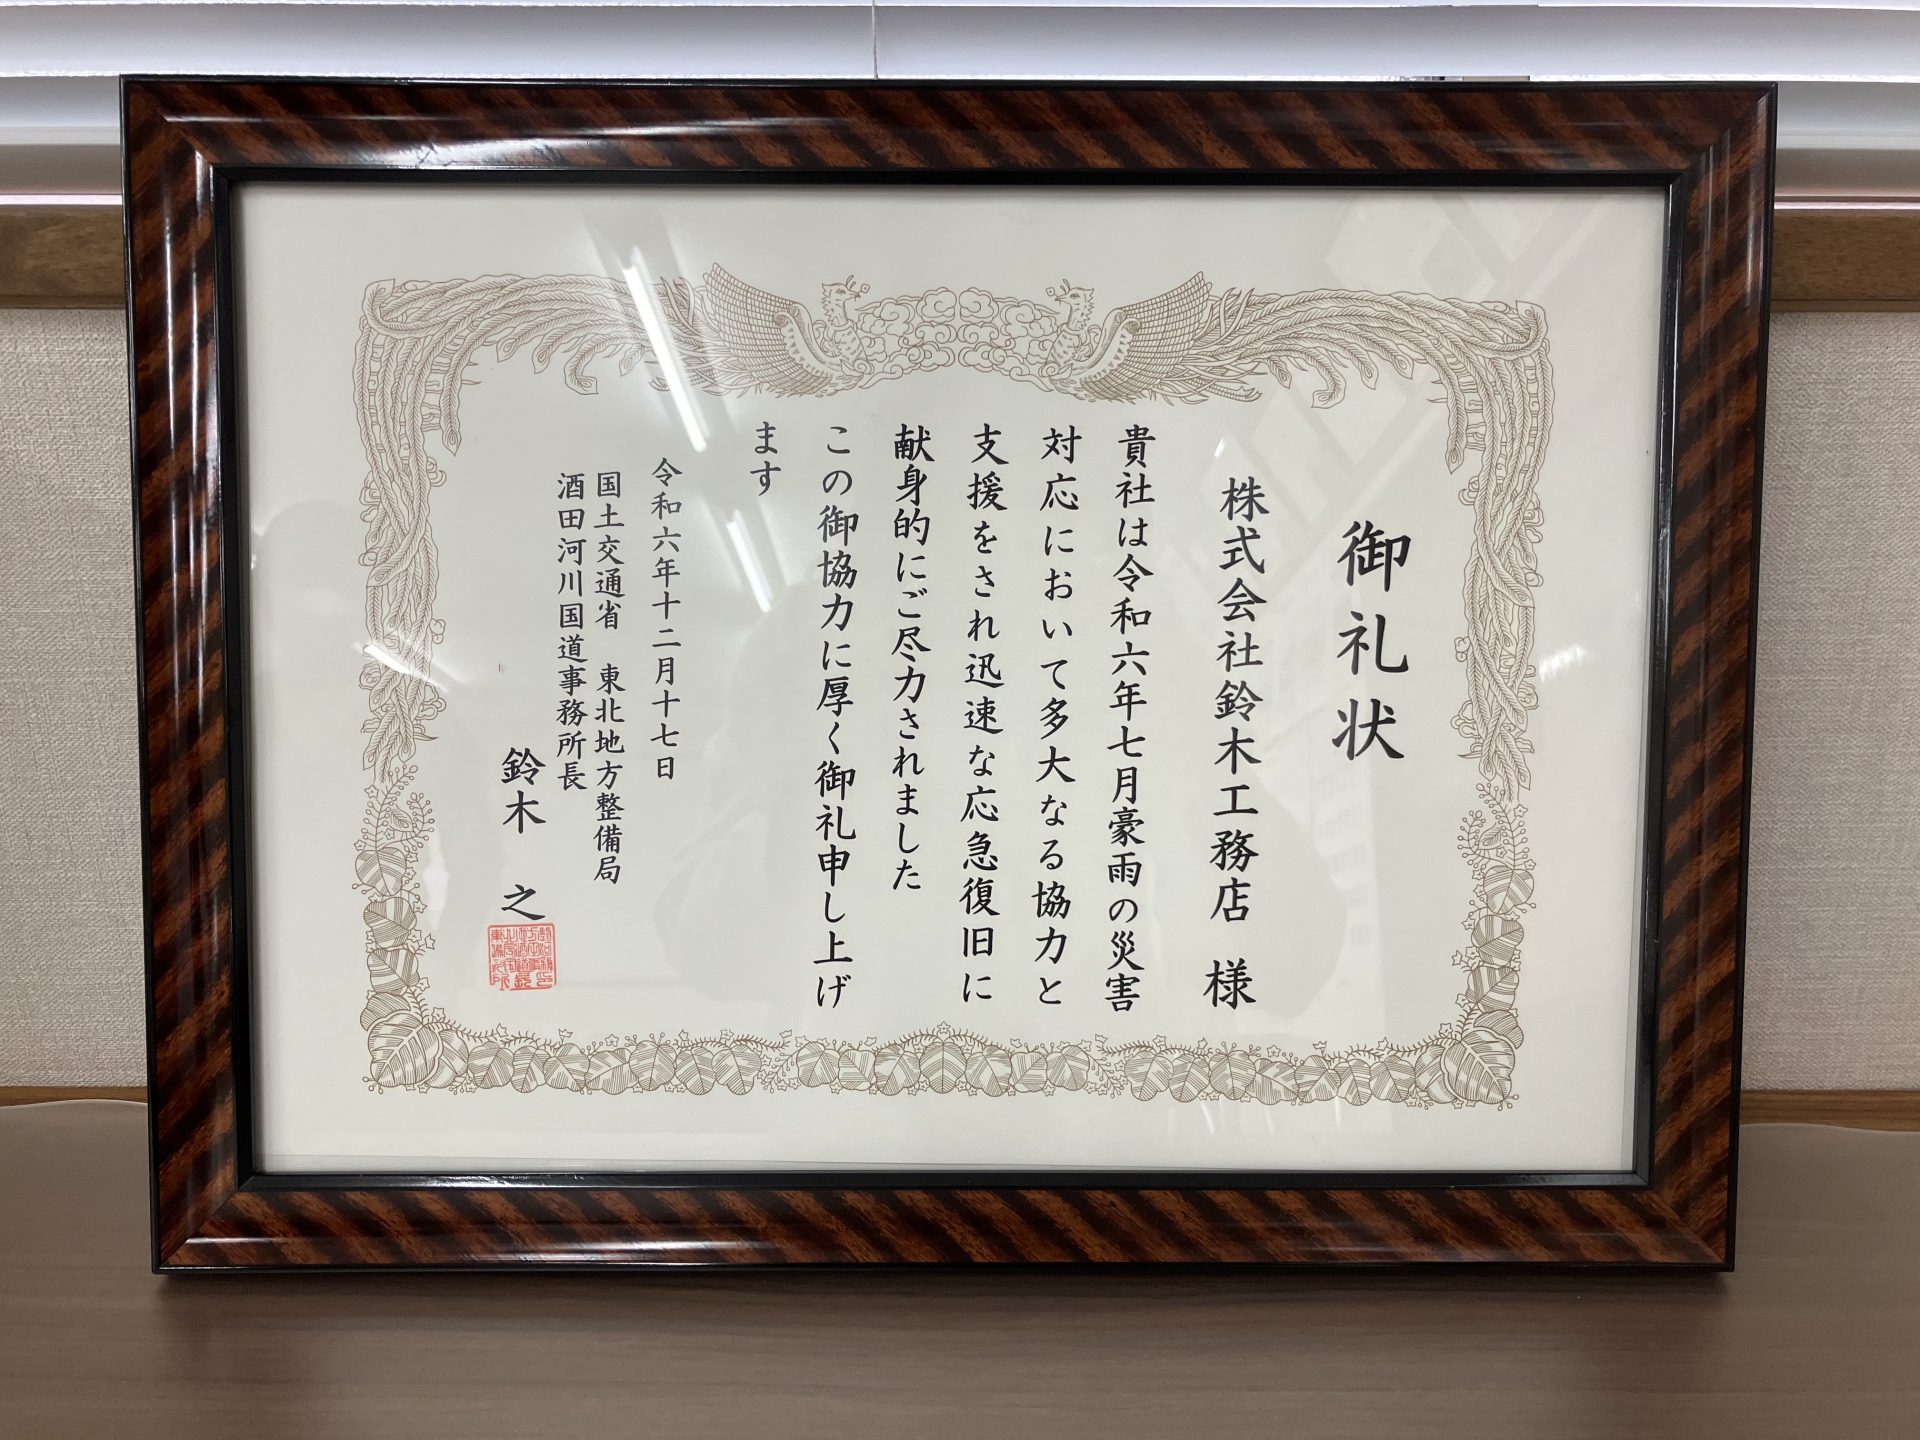 御礼状
株式会社鈴木工務店 様
貴社は令和六年七月豪雨の災害
対応において多大なる協力と
支援をされ迅速な応急復旧に
献身的にご尽力されました
この御協力に厚く御礼申し上げ
ます
令和六年十二月十七日
国土交通省 東北地方整備局
酒田河川国道事務所長
鈴木 之